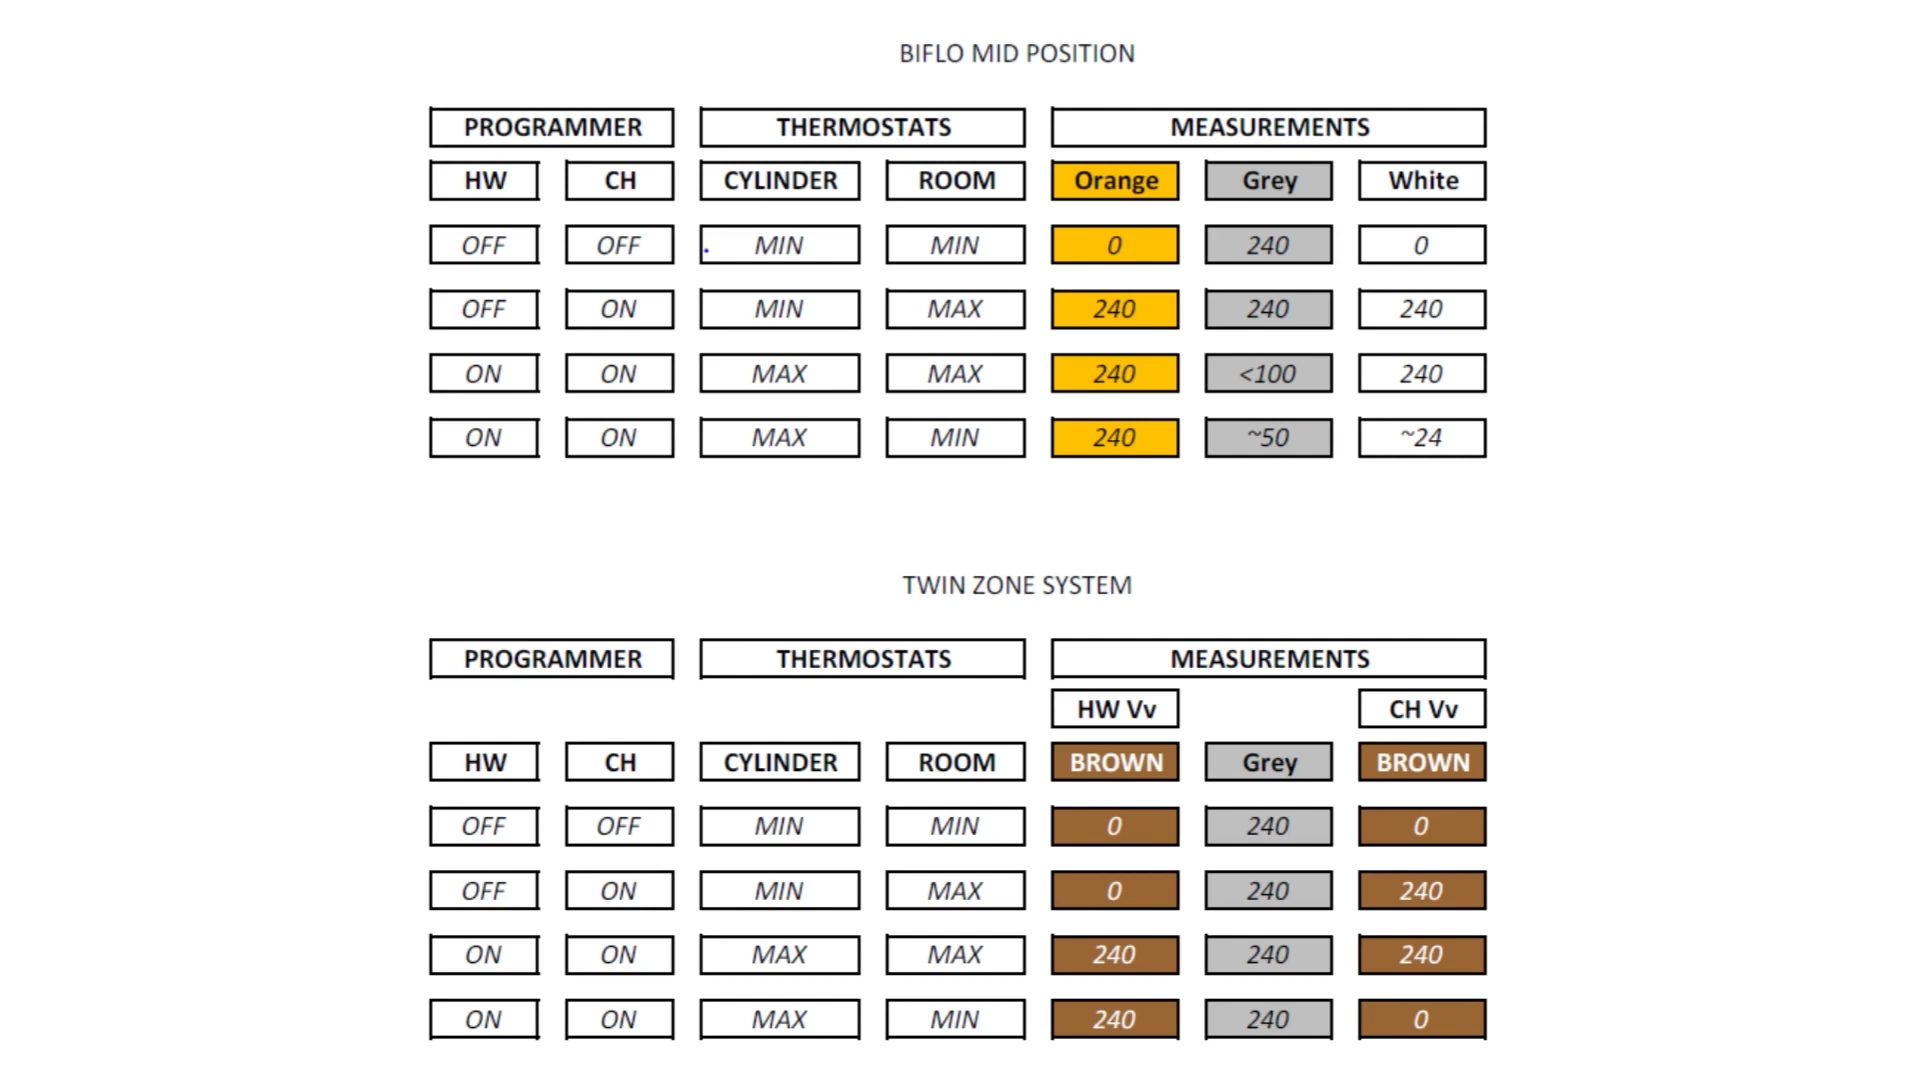 BIFLO MID POSITION
PROGRAMMER THERMOSTATS MEASUREMENTS
HW CH CYLINDER ROOM Orange Grey White
OFF OFF MIN MIN 0 240 0
OFF ON MIN MAX 240 240 240
ON ON MAX MAX 240 <100 240
ON ON MAX MIN 240 ~50 ~24
TWIN ZONE SYSTEM
PROGRAMMER THERMOSTATS MEASUREMENTS
HW Vv CH Vv
HW CH CYLINDER ROOM BROWN Grey BROWN
OFF OFF MIN MIN 0 240 0
OFF ON MIN MAX 0 240 240
ON ON MAX MAX 240 240 240
ON ON MAX MIN 240 240 0